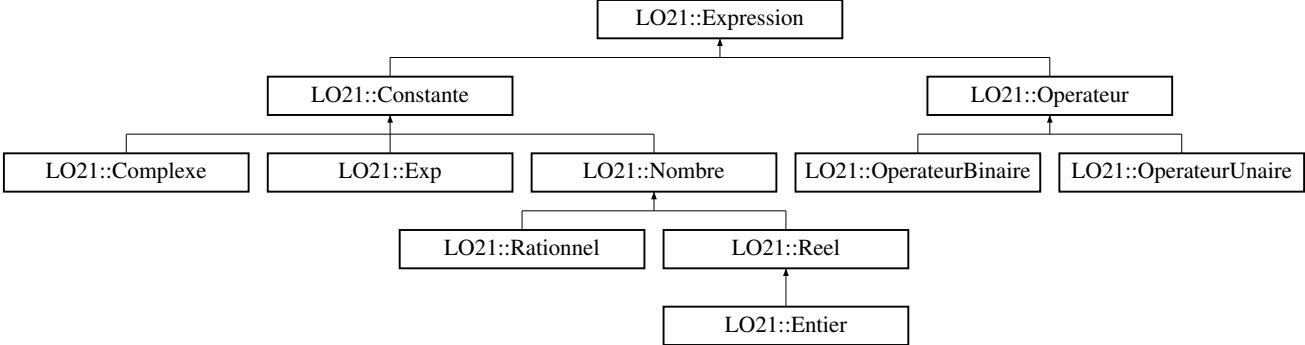 LO21::Expression
LO21::Constante
LO21::Operateur
LO21::Complexe
LO21::Exp
LO21::Nombre
LO21::OperateurBinaire
LO21::OperateurUnaire
LO21::Rationnel
LO21::Reel
LO21::Entier